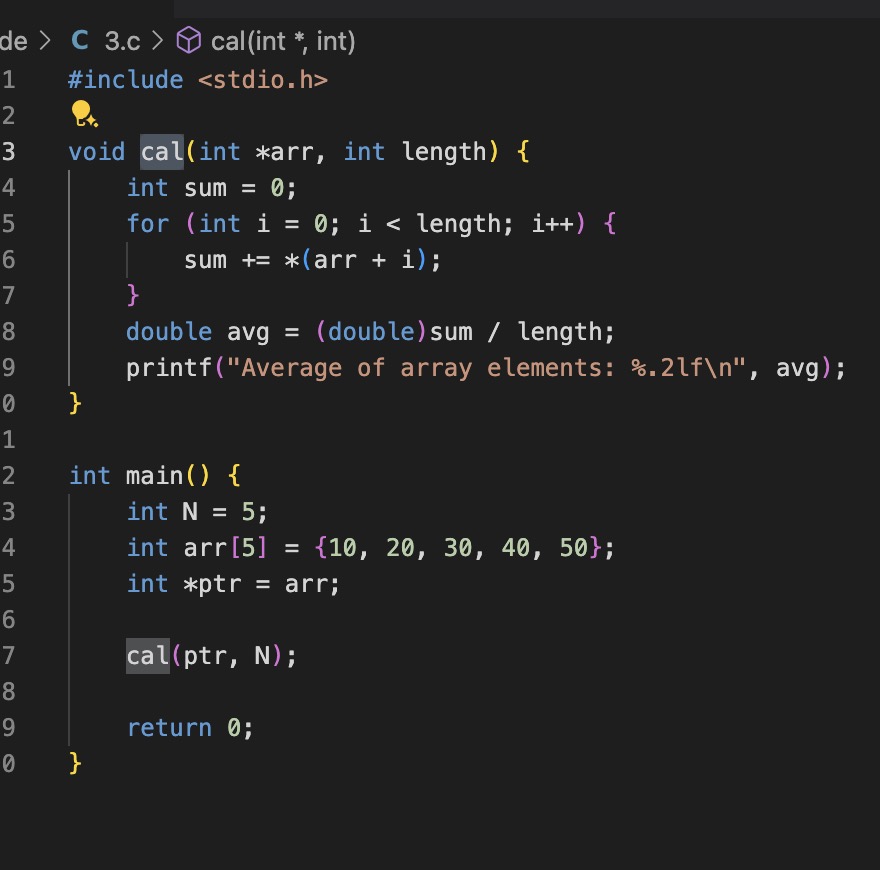 de > C 3.c > cal(int *, int)
1 #include <stdio.h>
2
3 void cal(int *arr, int length) {
4     int sum = 0;
5     for (int i = 0; i < length; i++) {
6         sum += *(arr + i);
7     }
8     double avg = (double)sum / length;
9     printf("Average of array elements: %.2lf\n", avg);
0 }
1
2 int main() {
3     int N = 5;
4     int arr[5] = {10, 20, 30, 40, 50};
5     int *ptr = arr;
6
7     cal(ptr, N);
8
9     return 0;
0 }